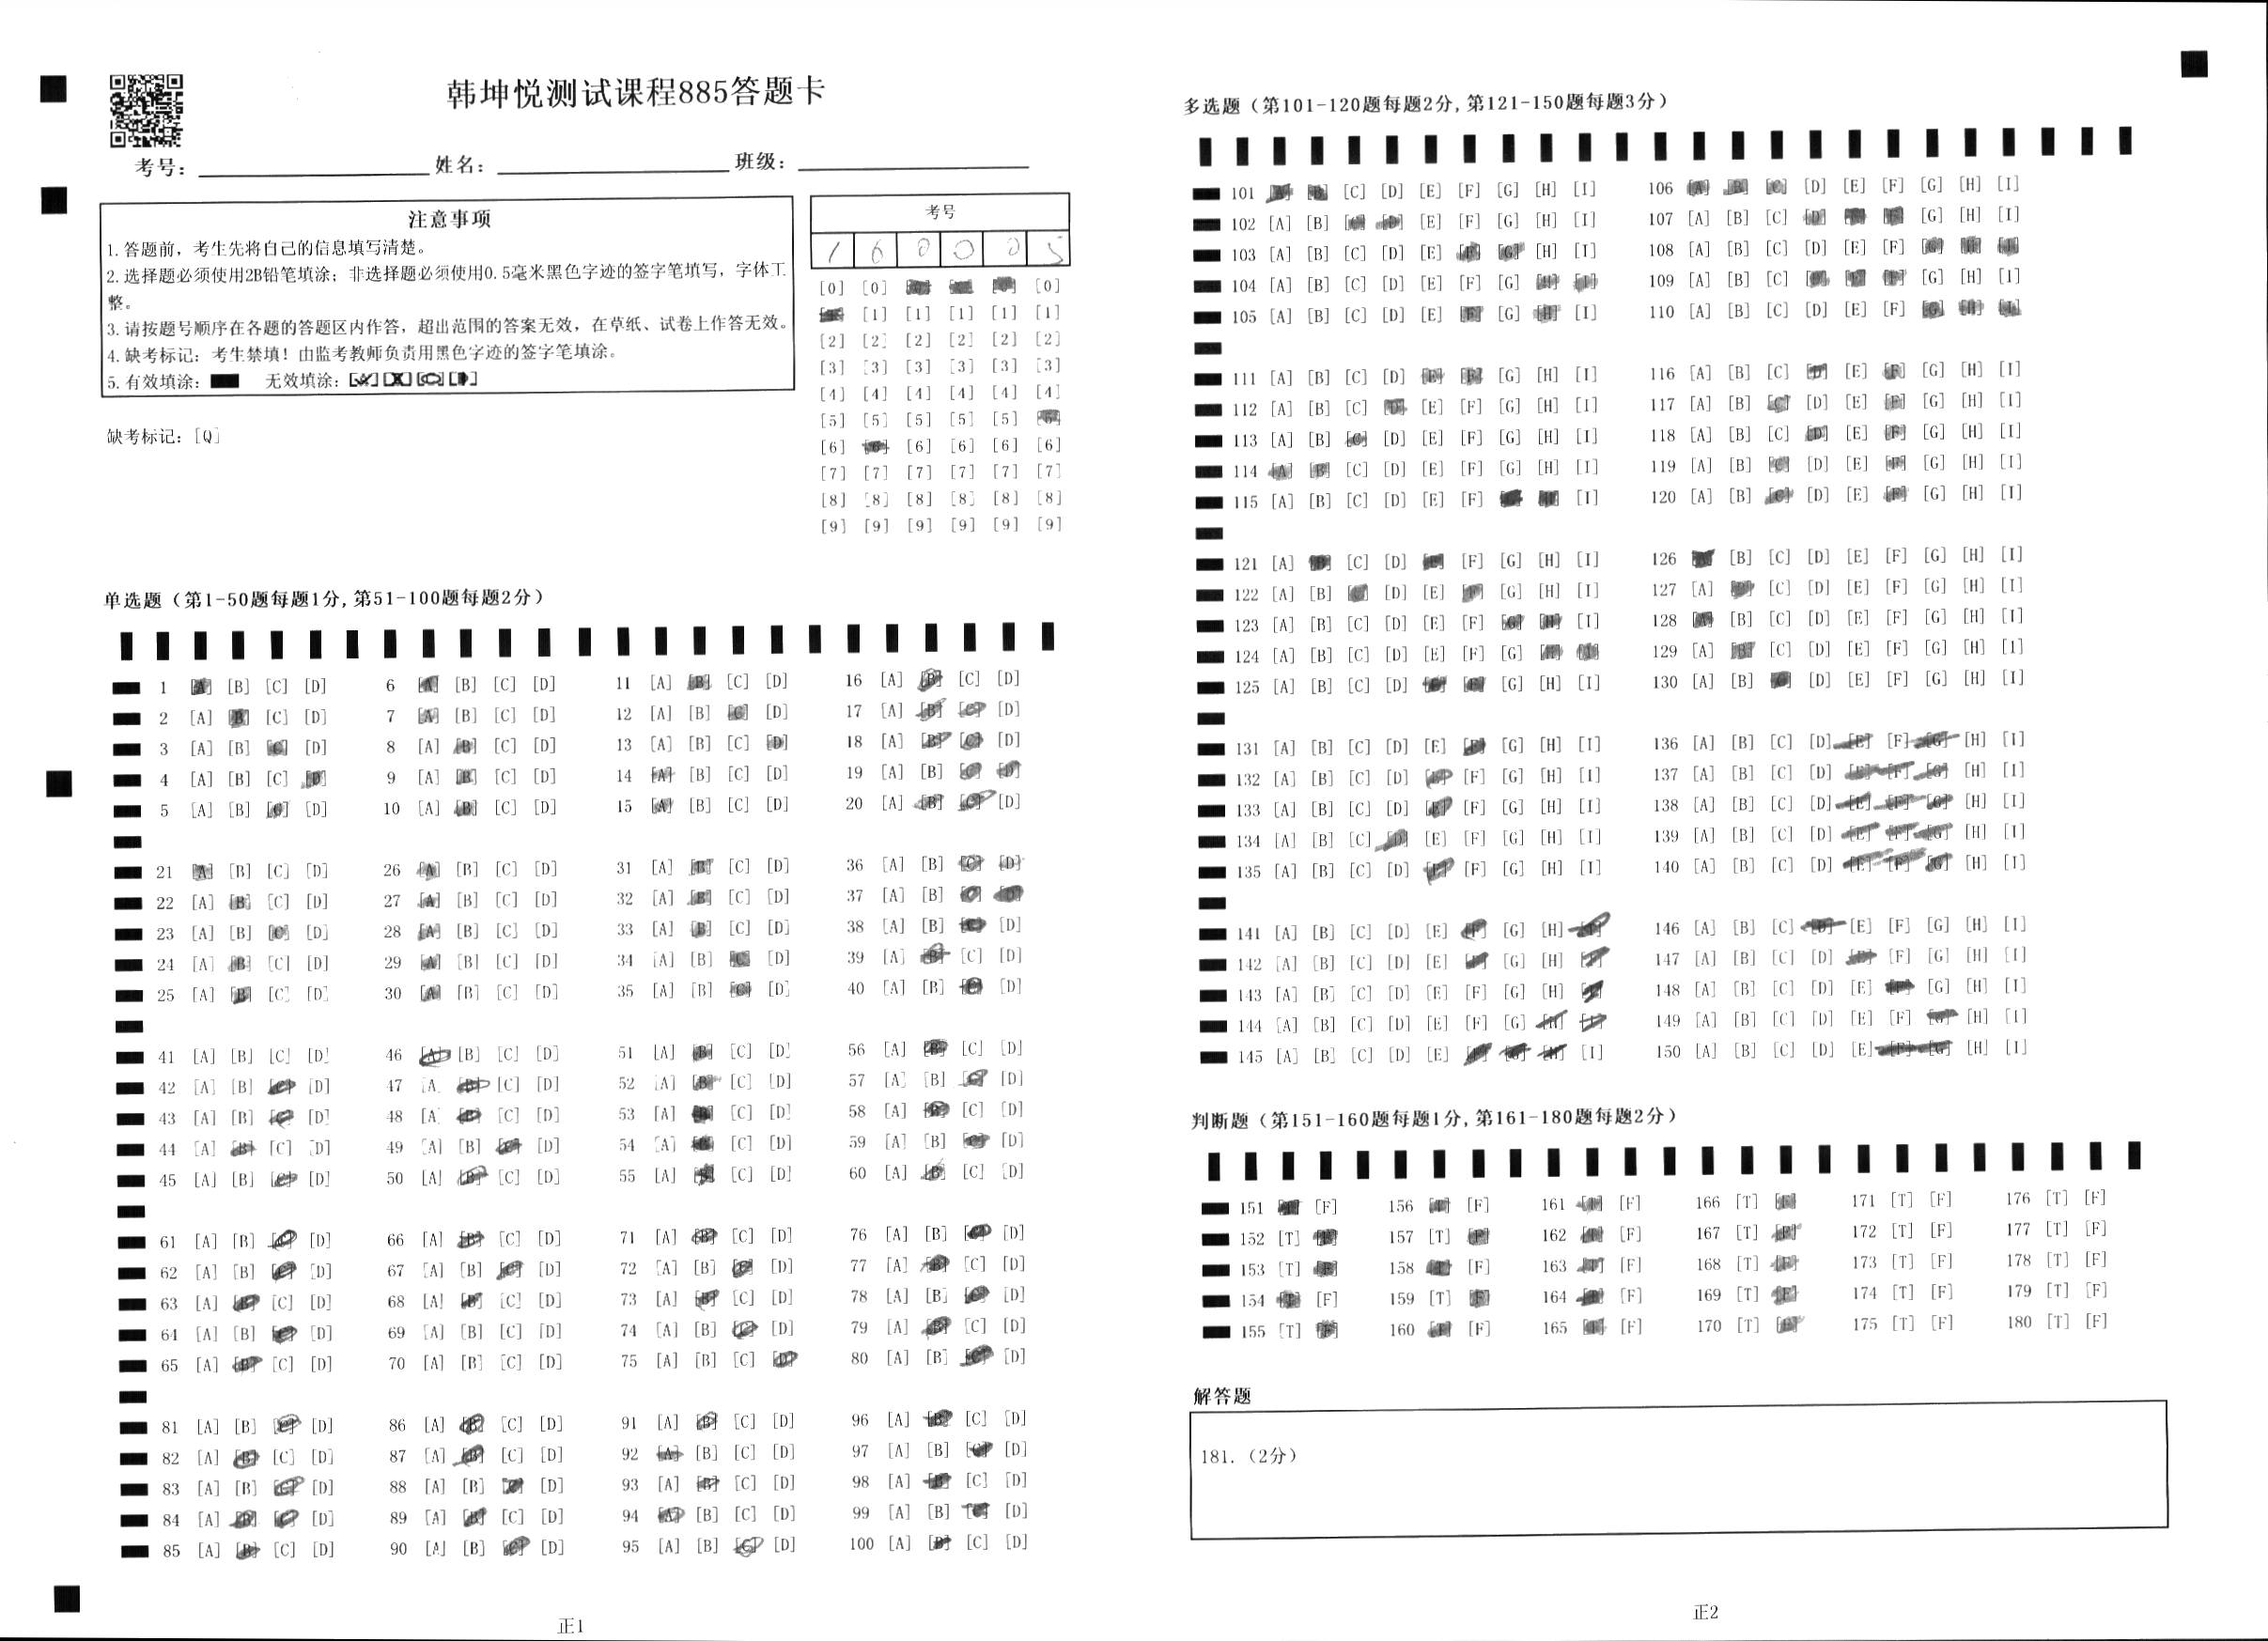 韩坤悦测试课程885答题卡
考号: 姓名: 班级:
注意事项
1.答题前，考生先将自己的信息填写清楚。
2.选择题必须使用2B铅笔填涂；非选择题必须使用0.5毫米黑色字迹的签字笔填写，字体工
整。
3.请按题号顺序在各题的答题区内作答，超出范围的答案无效，在草纸、试卷上作答无效。
4.缺考标记：考生禁填！由监考教师负责用黑色字迹的签字笔填涂。
5.有效填涂： 无效填涂：
缺考标记：[Q]
考号
1 6 0 0 0 5
[0] [0] [0]
[1] [1] [1] [1] [1]
[2] [2] [2] [2] [2] [2]
[3] [3] [3] [3] [3] [3]
[4] [4] [4] [4] [4] [4]
[5] [5] [5] [5] [5]
[6] [6] [6] [6] [6]
[7] [7] [7] [7] [7] [7]
[8] [8] [8] [8] [8] [8]
[9] [9] [9] [9] [9] [9]
单选题（第1-50题每题1分,第51-100题每题2分）
1 [A] [B] [C] [D] 6 [A] [B] [C] [D] 11 [A] [B] [C] [D] 16 [A] [B] [C] [D]
2 [A] [B] [C] [D] 7 [A] [B] [C] [D] 12 [A] [B] [C] [D] 17 [A] [B] [C] [D]
3 [A] [B] [C] [D] 8 [A] [B] [C] [D] 13 [A] [B] [C] [D] 18 [A] [B] [C] [D]
4 [A] [B] [C] [D] 9 [A] [B] [C] [D] 14 [A] [B] [C] [D] 19 [A] [B] [C] [D]
5 [A] [B] [C] [D] 10 [A] [B] [C] [D] 15 [A] [B] [C] [D] 20 [A] [B] [C] [D]
21 [A] [B] [C] [D] 26 [A] [B] [C] [D] 31 [A] [B] [C] [D] 36 [A] [B] [C] [D]
22 [A] [B] [C] [D] 27 [A] [B] [C] [D] 32 [A] [B] [C] [D] 37 [A] [B] [C] [D]
23 [A] [B] [C] [D] 28 [A] [B] [C] [D] 33 [A] [B] [C] [D] 38 [A] [B] [C] [D]
24 [A] [B] [C] [D] 29 [A] [B] [C] [D] 34 [A] [B] [C] [D] 39 [A] [B] [C] [D]
25 [A] [B] [C] [D] 30 [A] [B] [C] [D] 35 [A] [B] [C] [D] 40 [A] [B] [C] [D]
41 [A] [B] [C] [D] 46 [A] [B] [C] [D] 51 [A] [B] [C] [D] 56 [A] [B] [C] [D]
42 [A] [B] [C] [D] 47 [A] [B] [C] [D] 52 [A] [B] [C] [D] 57 [A] [B] [C] [D]
43 [A] [B] [C] [D] 48 [A] [B] [C] [D] 53 [A] [B] [C] [D] 58 [A] [B] [C] [D]
44 [A] [B] [C] [D] 49 [A] [B] [C] [D] 54 [A] [B] [C] [D] 59 [A] [B] [C] [D]
45 [A] [B] [C] [D] 50 [A] [B] [C] [D] 55 [A] [B] [C] [D] 60 [A] [B] [C] [D]
61 [A] [B] [C] [D] 66 [A] [B] [C] [D] 71 [A] [B] [C] [D] 76 [A] [B] [C] [D]
62 [A] [B] [C] [D] 67 [A] [B] [C] [D] 72 [A] [B] [C] [D] 77 [A] [B] [C] [D]
63 [A] [B] [C] [D] 68 [A] [B] [C] [D] 73 [A] [B] [C] [D] 78 [A] [B] [C] [D]
64 [A] [B] [C] [D] 69 [A] [B] [C] [D] 74 [A] [B] [C] [D] 79 [A] [B] [C] [D]
65 [A] [B] [C] [D] 70 [A] [B] [C] [D] 75 [A] [B] [C] [D] 80 [A] [B] [C] [D]
81 [A] [B] [C] [D] 86 [A] [B] [C] [D] 91 [A] [B] [C] [D] 96 [A] [B] [C] [D]
82 [A] [B] [C] [D] 87 [A] [B] [C] [D] 92 [A] [B] [C] [D] 97 [A] [B] [C] [D]
83 [A] [B] [C] [D] 88 [A] [B] [C] [D] 93 [A] [B] [C] [D] 98 [A] [B] [C] [D]
84 [A] [B] [C] [D] 89 [A] [B] [C] [D] 94 [A] [B] [C] [D] 99 [A] [B] [C] [D]
85 [A] [B] [C] [D] 90 [A] [B] [C] [D] 95 [A] [B] [C] [D] 100 [A] [B] [C] [D]
正1
多选题（第101-120题每题2分,第121-150题每题3分）
101 [A] [B] [C] [D] [E] [F] [G] [H] [I] 106 [A] [B] [C] [D] [E] [F] [G] [H] [I]
102 [A] [B] [C] [D] [E] [F] [G] [H] [I] 107 [A] [B] [C] [D] [E] [F] [G] [H] [I]
103 [A] [B] [C] [D] [E] [F] [G] [H] [I] 108 [A] [B] [C] [D] [E] [F] [G] [H] [I]
104 [A] [B] [C] [D] [E] [F] [G] [H] [I] 109 [A] [B] [C] [D] [E] [F] [G] [H] [I]
105 [A] [B] [C] [D] [E] [F] [G] [H] [I] 110 [A] [B] [C] [D] [E] [F] [G] [H] [I]
111 [A] [B] [C] [D] [E] [F] [G] [H] [I] 116 [A] [B] [C] [D] [E] [F] [G] [H] [I]
112 [A] [B] [C] [D] [E] [F] [G] [H] [I] 117 [A] [B] [C] [D] [E] [F] [G] [H] [I]
113 [A] [B] [C] [D] [E] [F] [G] [H] [I] 118 [A] [B] [C] [D] [E] [F] [G] [H] [I]
114 [A] [B] [C] [D] [E] [F] [G] [H] [I] 119 [A] [B] [C] [D] [E] [F] [G] [H] [I]
115 [A] [B] [C] [D] [E] [F] [G] [H] [I] 120 [A] [B] [C] [D] [E] [F] [G] [H] [I]
121 [A] [B] [C] [D] [E] [F] [G] [H] [I] 126 [A] [B] [C] [D] [E] [F] [G] [H] [I]
122 [A] [B] [C] [D] [E] [F] [G] [H] [I] 127 [A] [B] [C] [D] [E] [F] [G] [H] [I]
123 [A] [B] [C] [D] [E] [F] [G] [H] [I] 128 [A] [B] [C] [D] [E] [F] [G] [H] [I]
124 [A] [B] [C] [D] [E] [F] [G] [H] [I] 129 [A] [B] [C] [D] [E] [F] [G] [H] [I]
125 [A] [B] [C] [D] [E] [F] [G] [H] [I] 130 [A] [B] [C] [D] [E] [F] [G] [H] [I]
131 [A] [B] [C] [D] [E] [F] [G] [H] [I] 136 [A] [B] [C] [D] [E] [F] [G] [H] [I]
132 [A] [B] [C] [D] [E] [F] [G] [H] [I] 137 [A] [B] [C] [D] [E] [F] [G] [H] [I]
133 [A] [B] [C] [D] [E] [F] [G] [H] [I] 138 [A] [B] [C] [D] [E] [F] [G] [H] [I]
134 [A] [B] [C] [D] [E] [F] [G] [H] [I] 139 [A] [B] [C] [D] [E] [F] [G] [H] [I]
135 [A] [B] [C] [D] [E] [F] [G] [H] [I] 140 [A] [B] [C] [D] [E] [F] [G] [H] [I]
141 [A] [B] [C] [D] [E] [F] [G] [H] [I] 146 [A] [B] [C] [D] [E] [F] [G] [H] [I]
142 [A] [B] [C] [D] [E] [F] [G] [H] [I] 147 [A] [B] [C] [D] [E] [F] [G] [H] [I]
143 [A] [B] [C] [D] [E] [F] [G] [H] [I] 148 [A] [B] [C] [D] [E] [F] [G] [H] [I]
144 [A] [B] [C] [D] [E] [F] [G] [H] [I] 149 [A] [B] [C] [D] [E] [F] [G] [H] [I]
145 [A] [B] [C] [D] [E] [F] [G] [H] [I] 150 [A] [B] [C] [D] [E] [F] [G] [H] [I]
判断题（第151-160题每题1分,第161-180题每题2分）
151 [T] [F] 156 [T] [F] 161 [T] [F] 166 [T] [F] 171 [T] [F] 176 [T] [F]
152 [T] [F] 157 [T] [F] 162 [T] [F] 167 [T] [F] 172 [T] [F] 177 [T] [F]
153 [T] [F] 158 [T] [F] 163 [T] [F] 168 [T] [F] 173 [T] [F] 178 [T] [F]
154 [T] [F] 159 [T] [F] 164 [T] [F] 169 [T] [F] 174 [T] [F] 179 [T] [F]
155 [T] [F] 160 [T] [F] 165 [T] [F] 170 [T] [F] 175 [T] [F] 180 [T] [F]
解答题
181.（2分）
正2